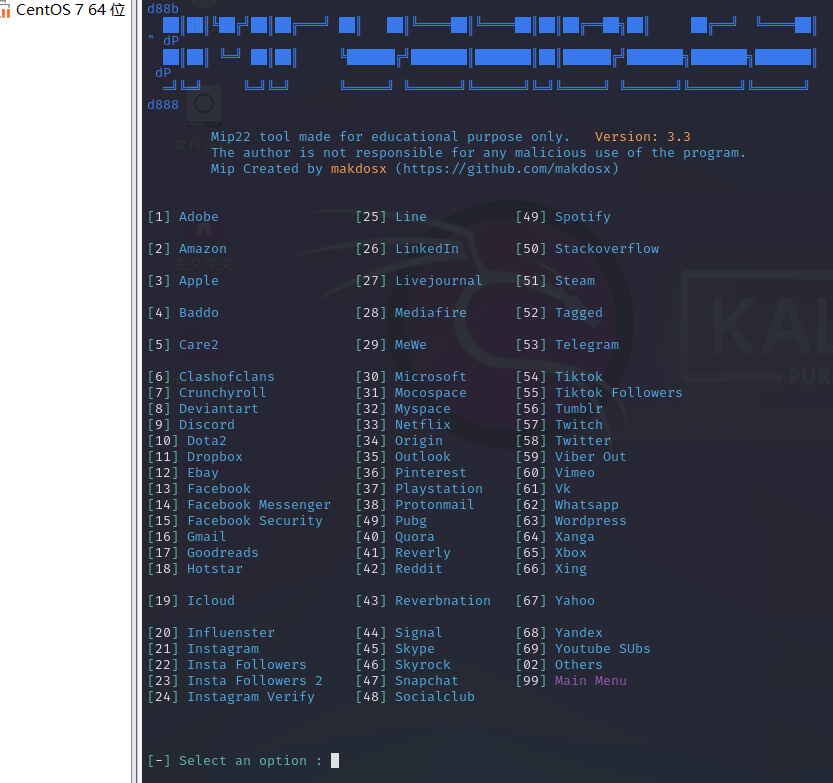 CentOS 7 64 位
d88b
" dP
dP
d888
Mip22 tool made for educational purpose only. Version: 3.3
The author is not responsible for any malicious use of the program.
Mip Created by makdosx (https://github.com/makdosx)
[1] Adobe [25] Line [49] Spotify
[2] Amazon [26] LinkedIn [50] Stackoverflow
[3] Apple [27] Livejournal [51] Steam
[4] Baddo [28] Mediafire [52] Tagged
[5] Care2 [29] MeWe [53] Telegram
[6] Clashofclans [30] Microsoft [54] Tiktok
[7] Crunchyroll [31] Mocospace [55] Tiktok Followers
[8] Deviantart [32] Myspace [56] Tumblr
[9] Discord [33] Netflix [57] Twitch
[10] Dota2 [34] Origin [58] Twitter
[11] Dropbox [35] Outlook [59] Viber Out
[12] Ebay [36] Pinterest [60] Vimeo
[13] Facebook [37] Playstation [61] Vk
[14] Facebook Messenger [38] Protonmail [62] Whatsapp
[15] Facebook Security [49] Pubg [63] Wordpress
[16] Gmail [40] Quora [64] Xanga
[17] Goodreads [41] Reverly [65] Xbox
[18] Hotstar [42] Reddit [66] Xing
[19] Icloud [43] Reverbnation [67] Yahoo
[20] Influenster [44] Signal [68] Yandex
[21] Instagram [45] Skype [69] Youtube SUbs
[22] Insta Followers [46] Skyrock [02] Others
[23] Insta Followers 2 [47] Snapchat [99] Main Menu
[24] Instagram Verify [48] Socialclub
[-] Select an option :
主文件夹
KAL
PUR